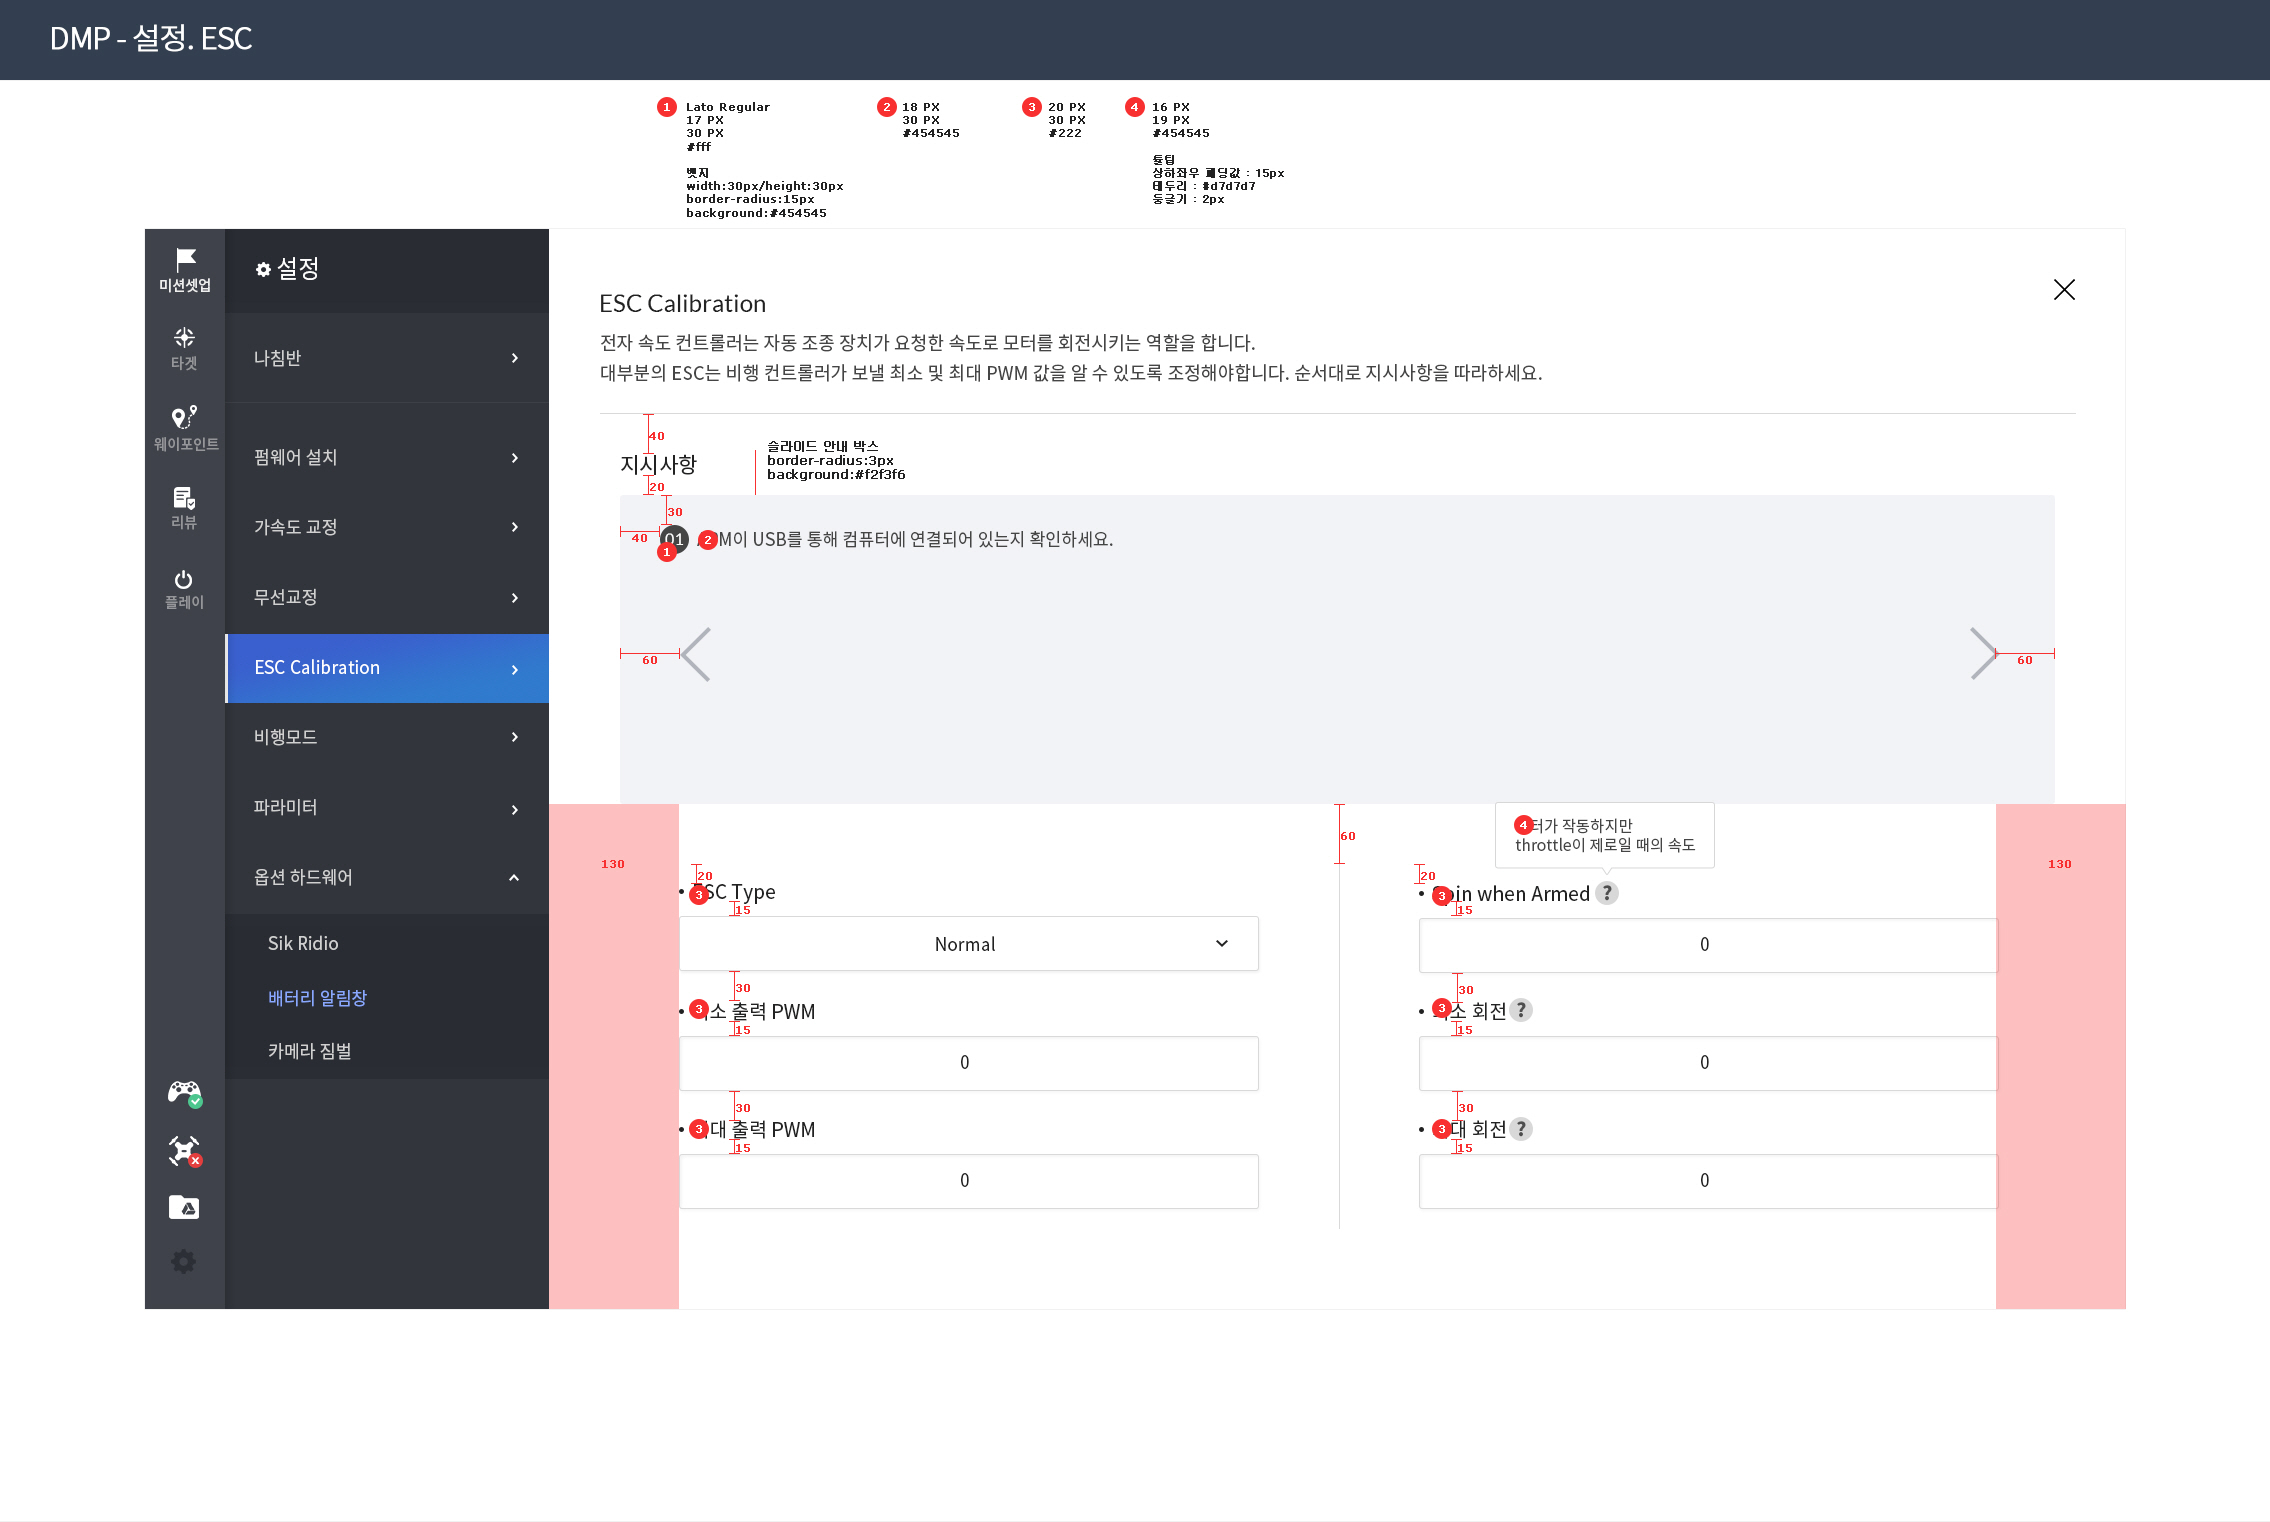 DMP - 설정. ESC
1 Lato Regular
17 PX
30 PX
#fff
벳지
width:30px/height:30px
border-radius:15px
background:#454545
2 18 PX
30 PX
#454545
3 20 PX
30 PX
#222
4 16 PX
19 PX
#454545
툴팁
상하좌우 패딩값 : 15px
테두리 : #d7d7d7
둥글기 : 2px
미션셋업
타겟
웨이포인트
리뷰
플레이
설정
나침반
펌웨어 설치
가속도 교정
무선교정
ESC Calibration
비행모드
파라미터
옵션 하드웨어
Sik Ridio
배터리 알림창
카메라 짐벌
ESC Calibration
전자 속도 컨트롤러는 자동 조종 장치가 요청한 속도로 모터를 회전시키는 역할을 합니다.
대부분의 ESC는 비행 컨트롤러가 보낼 최소 및 최대 PWM 값을 알 수 있도록 조정해야합니다. 순서대로 지시사항을 따라하세요.
40
지시사항
슬라이드 안내 박스
border-radius:3px
background:#f2f3f6
20
30
40
01
1
2
USB를 통해 컴퓨터에 연결되어 있는지 확인하세요.
60
60
60
130
130
4
작동하지만
throttle이 제로일 때의 속도
20
3
• Type
15
Normal
30
3
• 출력 PWM
15
0
30
3
• 출력 PWM
15
0
20
3
• when Armed ?
15
0
30
3
• 회전 ?
15
0
30
3
• 회전 ?
15
0